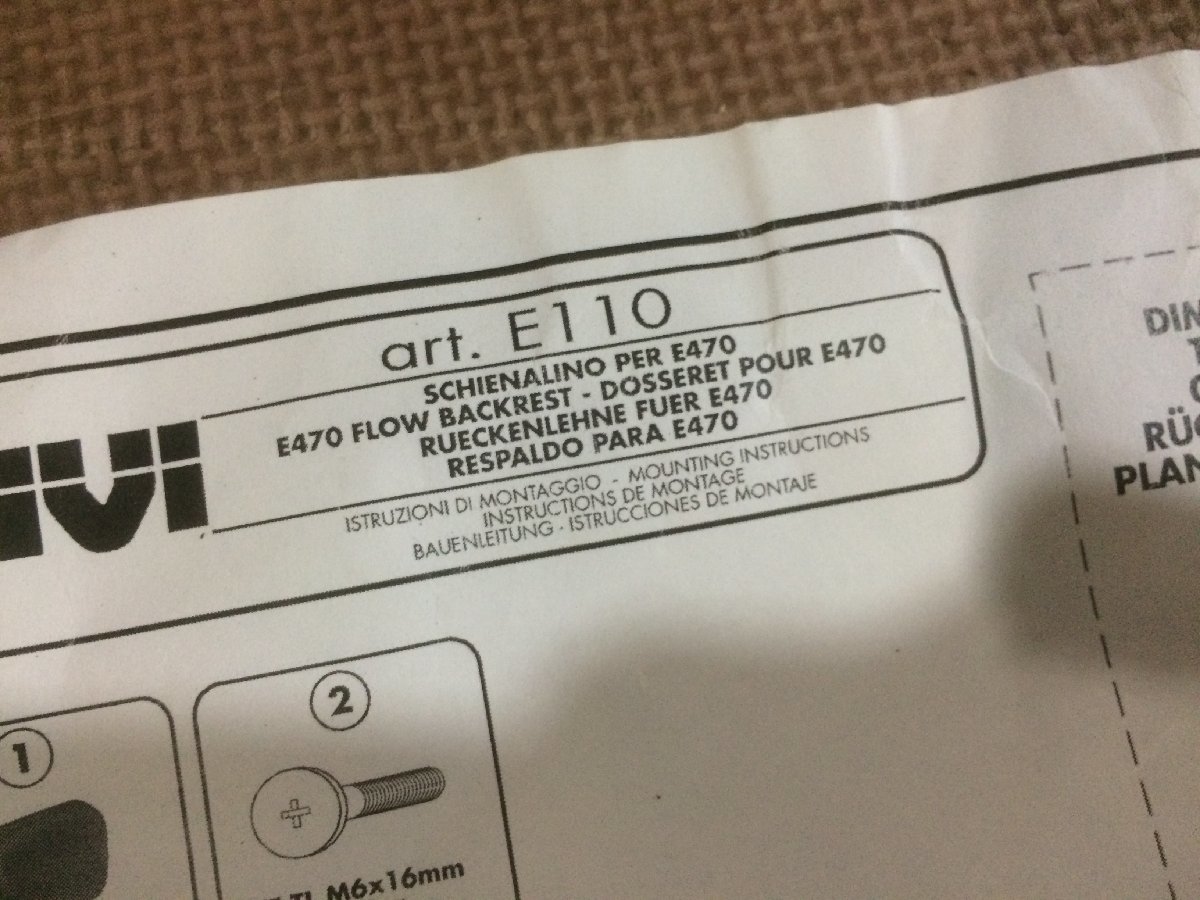 art. E110
SCHIENALINO PER E470
E470 FLOW BACKREST - DOSSERET POUR E470
RUECKENLEHNE FUER E470
RESPALDO PARA E470
ISTRUZIONI DI MONTAGGIO - MOUNTING INSTRUCTIONS
INSTRUCTIONS DE MONTAGE
BAUENLEITUNG - ISTRUCCIONES DE MONTAJE
1
2
M6x16mm
DIM
RÜC
PLAN